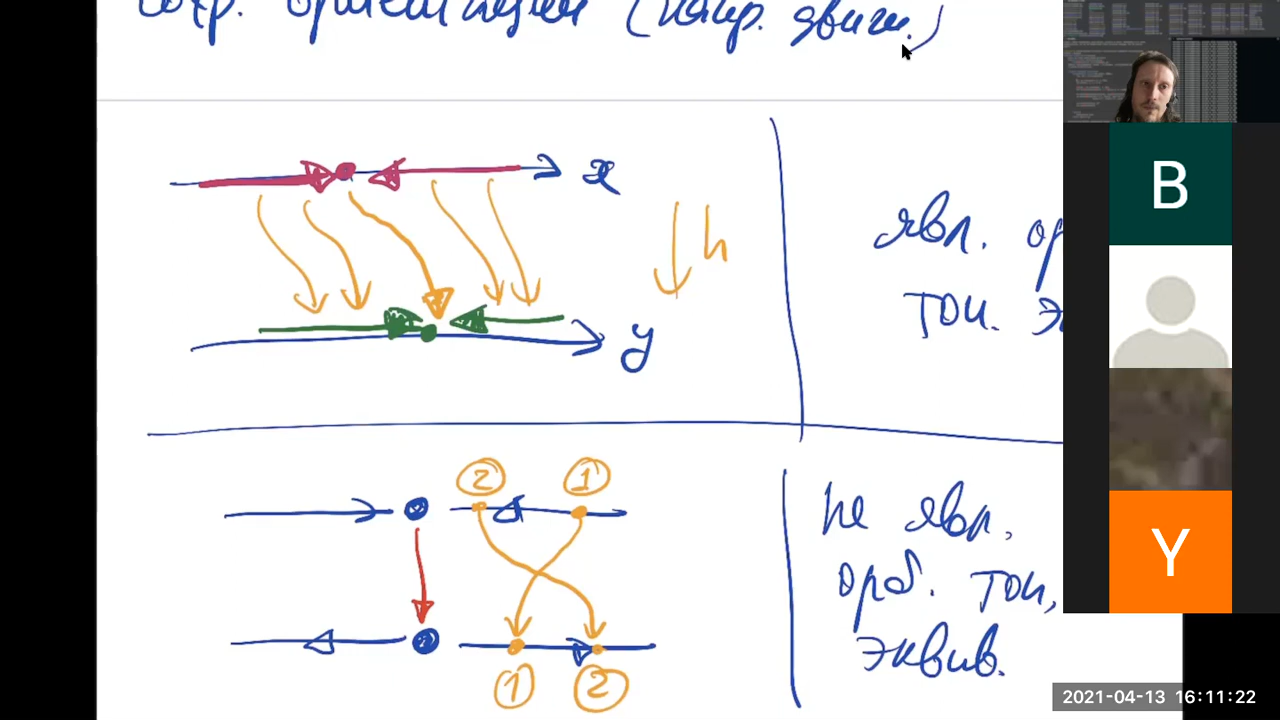 сохр. ориентации (напр. движ.)
x
h
y
явл. ор
топ. э
B
2
1
не явл.
орб. топ.
эквив.
1
2
Y
2021-04-13 16:11:22